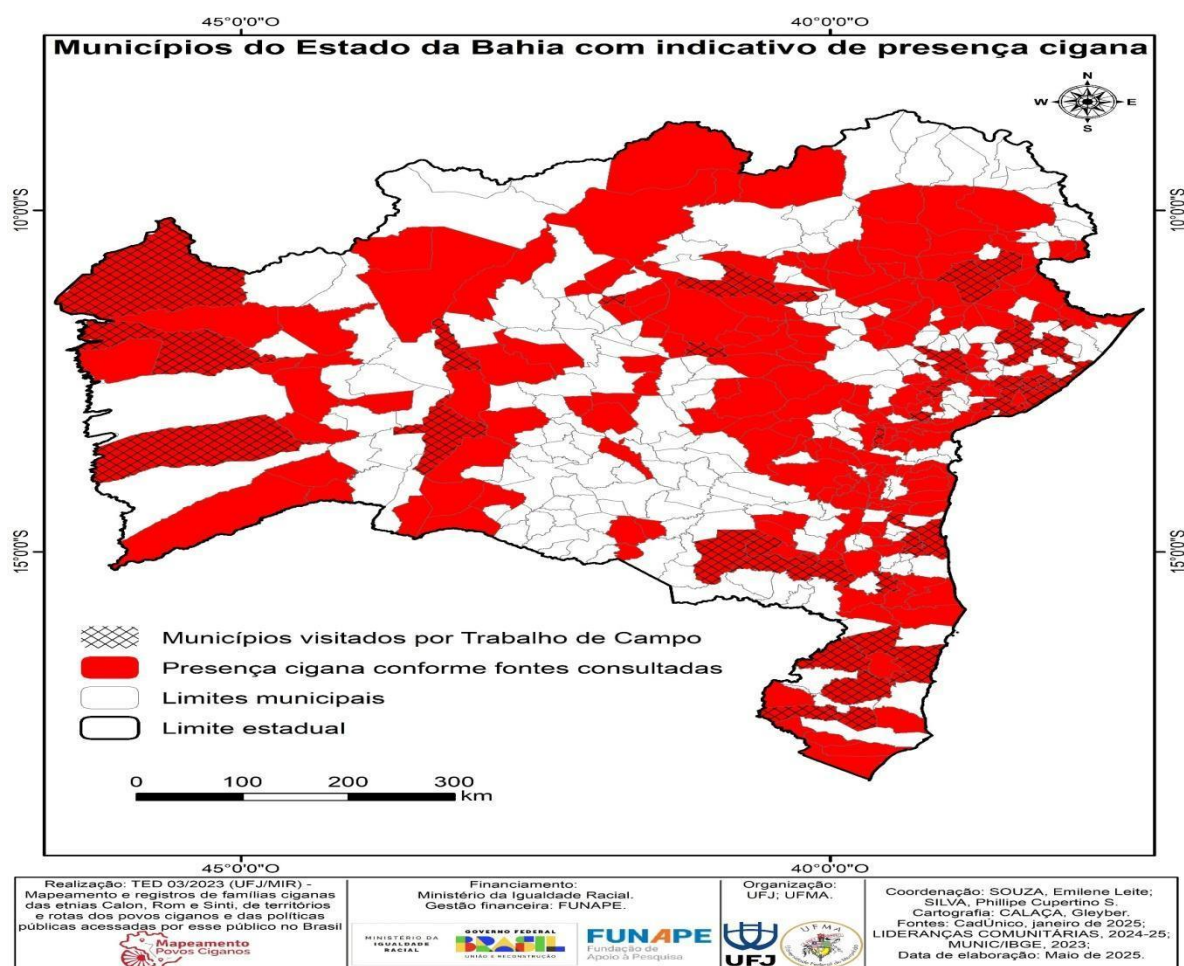 45°0'0"O 40°0'0"O
Municípios do Estado da Bahia com indicativo de presença cigana
N
W E
S
10°0'0"S 10°0'0"S
15°0'0"S 15°0'0"S
Municípios visitados por Trabalho de Campo
Presença cigana conforme fontes consultadas
Limites municipais
Limite estadual
0 100 200 300
km
45°0'0"O 40°0'0"O
Realização: TED 03/2023 (UFJ/MIR) -
Mapeamento e registros de famílias ciganas
das etnias Calon, Rom e Sinti, de territórios
e rotas dos povos ciganos e das políticas
públicas acessadas por esse público no Brasil
Mapeamento
Povos Ciganos
Financiamento:
Ministério da Igualdade Racial.
Gestão financeira: FUNAPE.
MINISTÉRIO DA
IGUALDADE
RACIAL
GOVERNO FEDERAL
BRASIL
UNIÃO E RECONSTRUÇÃO
FUNAPE
Fundação de
Apoio à Pesquisa
Organização:
UFJ; UFMA.
UFJ
UFMA
Coordenação: SOUZA, Emilene Leite;
SILVA, Phillipe Cupertino S.
Cartografia: CALAÇA, Gleyber.
Fontes: CadÚnico, janeiro de 2025;
LIDERANÇAS COMUNITÁRIAS, 2024-25;
MUNIC/IBGE, 2023;
Data de elaboração: Maio de 2025.